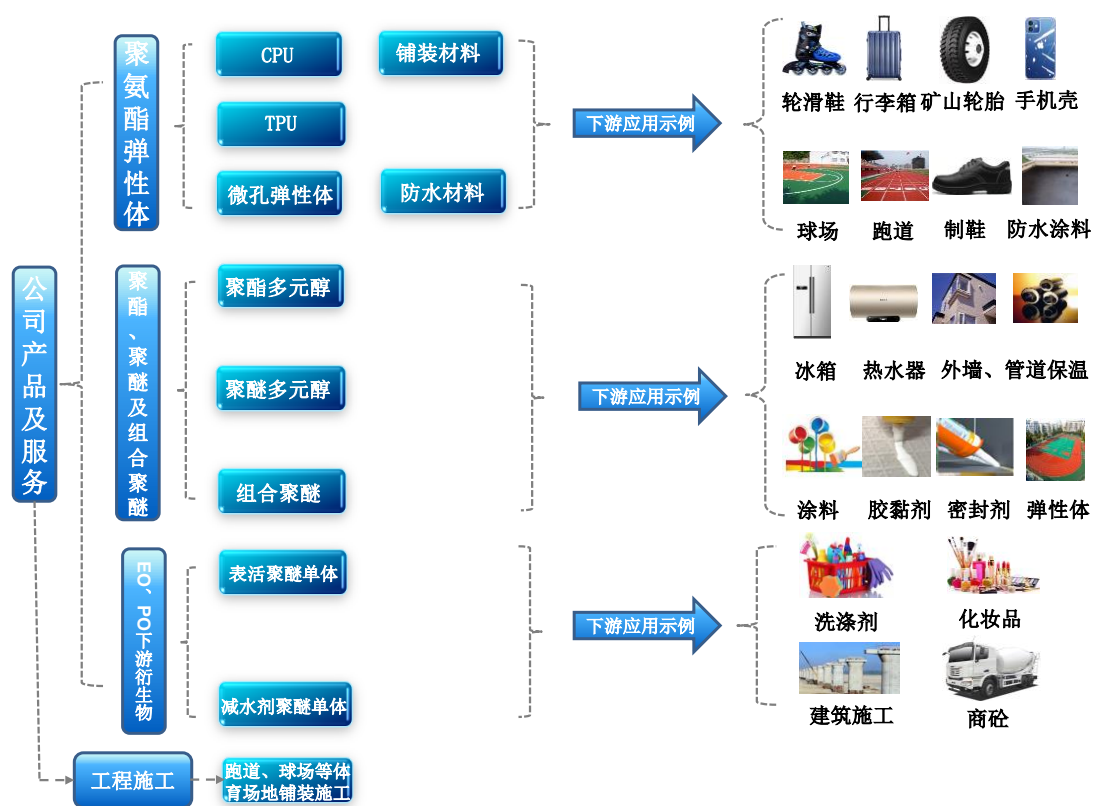 公司产品及服务
聚氨酯弹性体
CPU
铺装材料
TPU
微孔弹性体
防水材料
下游应用示例
轮滑鞋
行李箱
矿山轮胎
手机壳
球场
跑道
制鞋
防水涂料
聚酯、聚醚及组合聚醚
聚酯多元醇
聚醚多元醇
组合聚醚
下游应用示例
冰箱
热水器
外墙、管道保温
涂料
胶黏剂
密封剂
弹性体
EO、PO下游衍生物
表活聚醚单体
减水剂聚醚单体
下游应用示例
洗涤剂
化妆品
建筑施工
商砼
工程施工
跑道、球场等体
育场地铺装施工